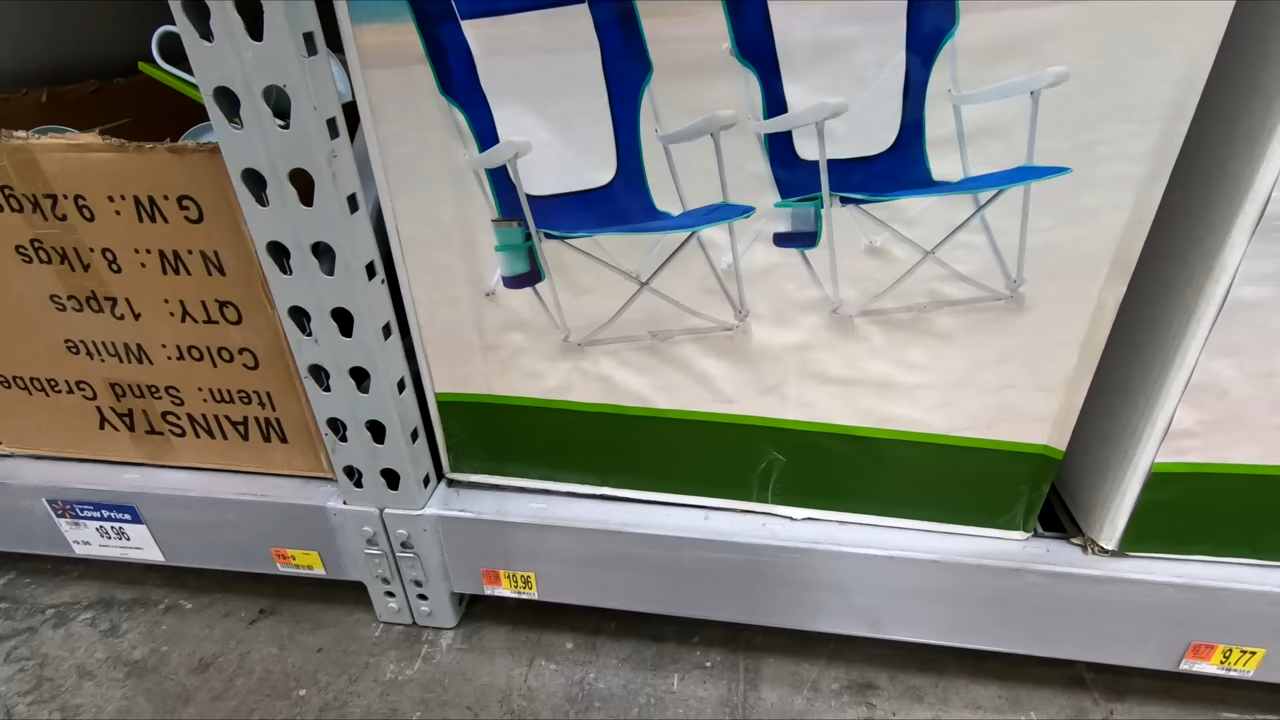 G.W.: 9.2kgs
N.W.: 8.1kgs
QTY: 12pcs
Color: White
Item: Sand Grabbe
MAINSTAY
Low Price
$9.96
19.96
9.77